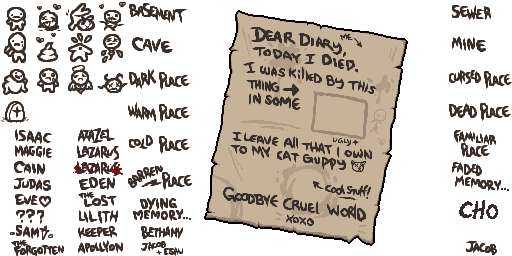 BASEMENT
CAVE
DARK PLACE
WARM PLACE
COLD PLACE
BARREN
PLACE
DYING
MEMORY...
BETHANY
JACOB
+ ESAU
ISAAC
MAGGIE
CAIN
JUDAS
EVE♡
???
SAMS
THE
FORGOTTEN
AZAZEL
LAZARUS
LAZARUS
EDEN
THE
LOST
LILITH
KEEPER
APOLLYON
DEAR DIARY,
ME
TODAY I DIED.
I WAS KILLED BY THIS
THING →
IN SOME
UGLY
I LEAVE ALL THAT I OWN
TO MY CAT GUPPY
COOL STUFF!
GOODBYE CRUEL WORLD
XOXO
SEWER
MINE
CURSED PLACE
DEAD PLACE
FAMILIAR
PLACE
FADED
MEMORY...
CHO
JACOB